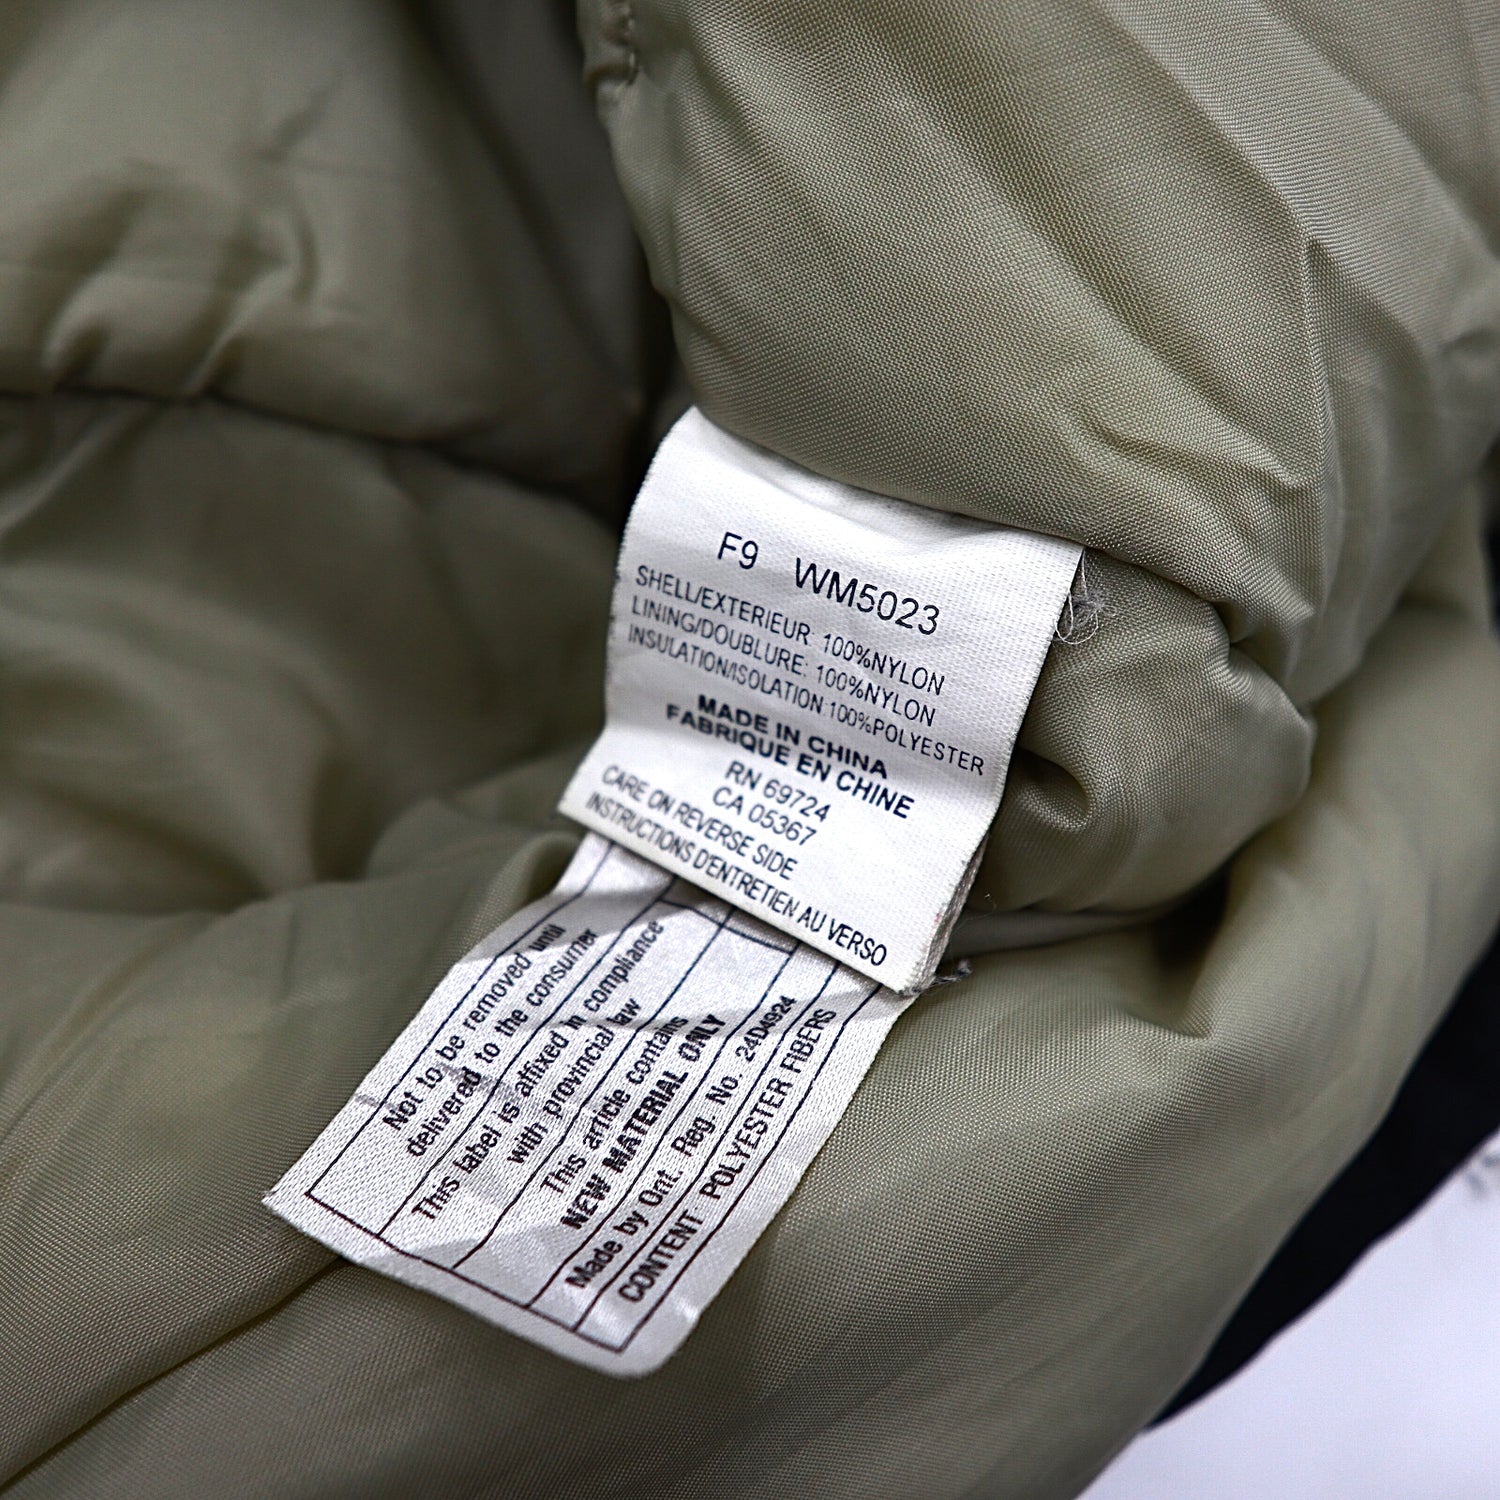 F9 WM5023
SHELL/EXTERIEUR: 100%NYLON
LINING/DOUBLURE: 100%NYLON
INSULATION/ISOLATION:100%POLYESTER
MADE IN CHINA
FABRIQUE EN CHINE
RN 69724
CA 05367
CARE ON REVERSE SIDE
INSTRUCTIONS D'ENTRETIEN AU VERSO
Not to be removed until
delivered to the consumer
This label is affixed in compliance
with provincial law
This article contains
NEW MATERIAL ONLY
Made by Ont. Reg. No. 24D4924
CONTENT POLYESTER FIBERS